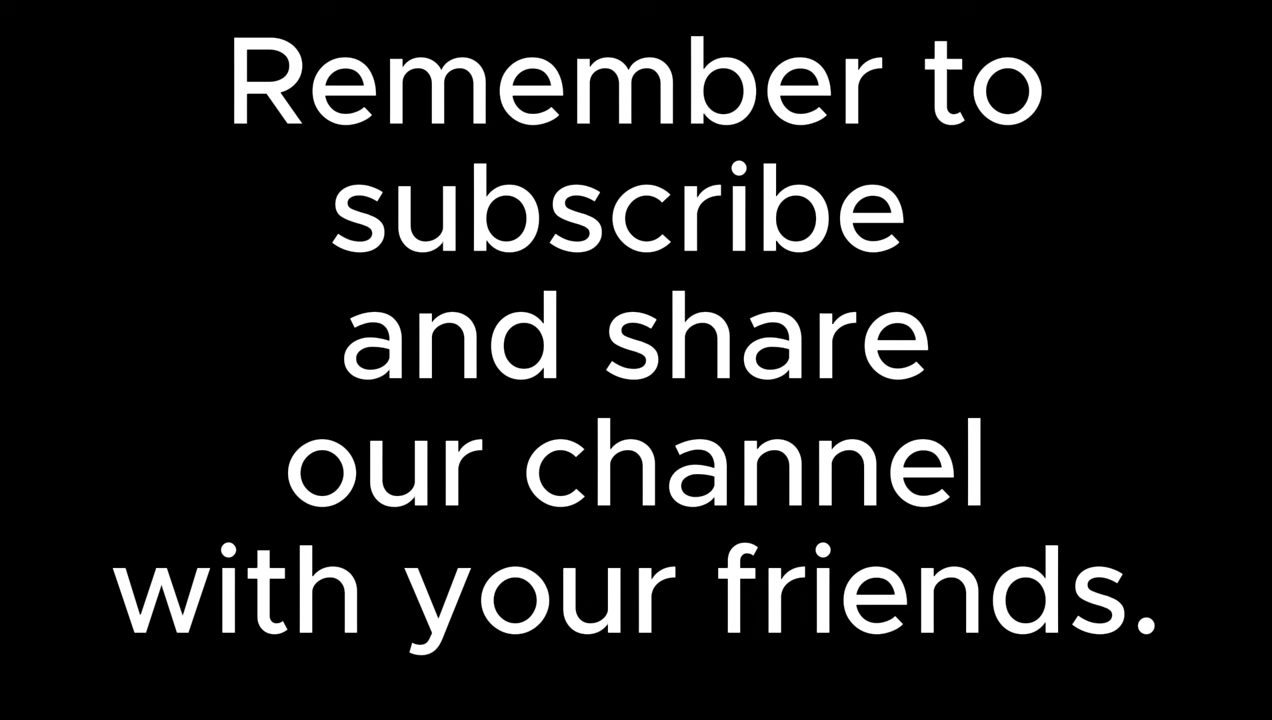 Remember to
subscribe
and share
our channel
with your friends.